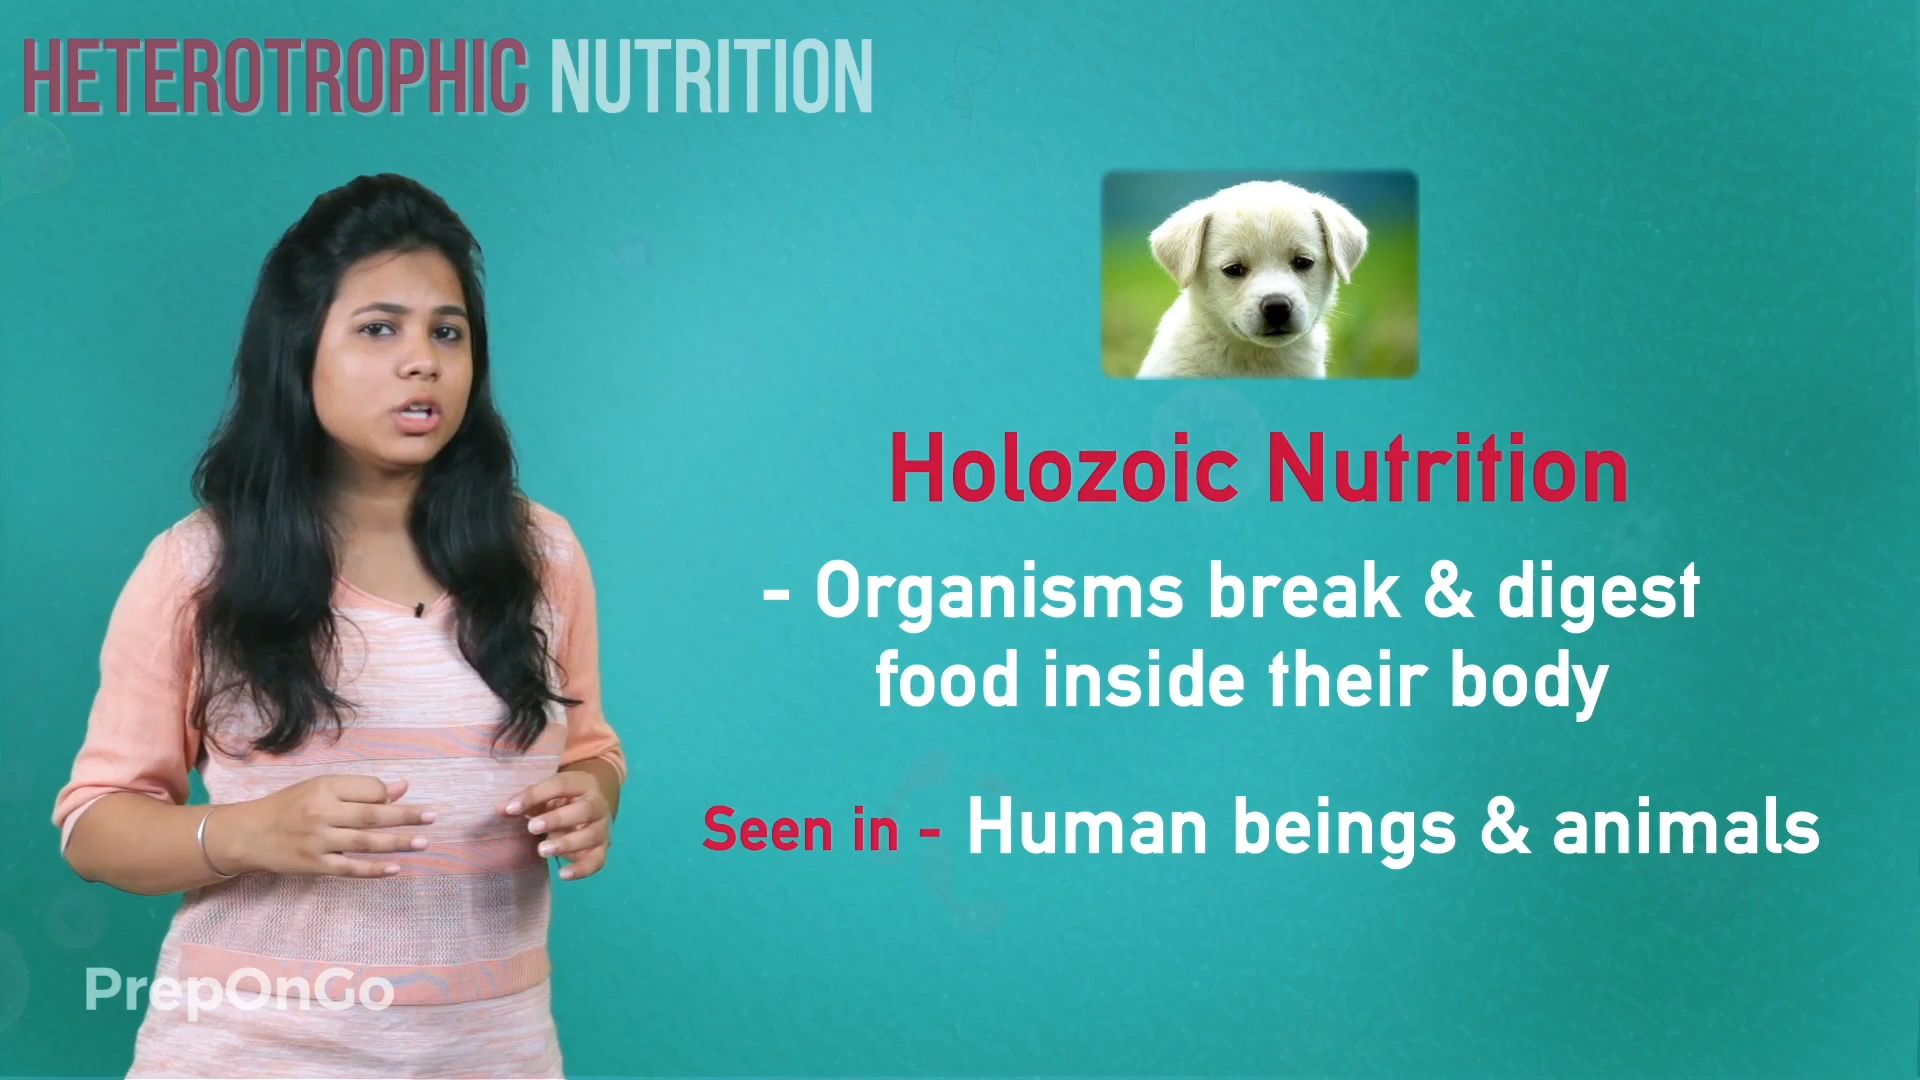 HETEROTROPHIC NUTRITION
Holozoic Nutrition
- Organisms break & digest
food inside their body
Seen in - Human beings & animals
PrepOnGo